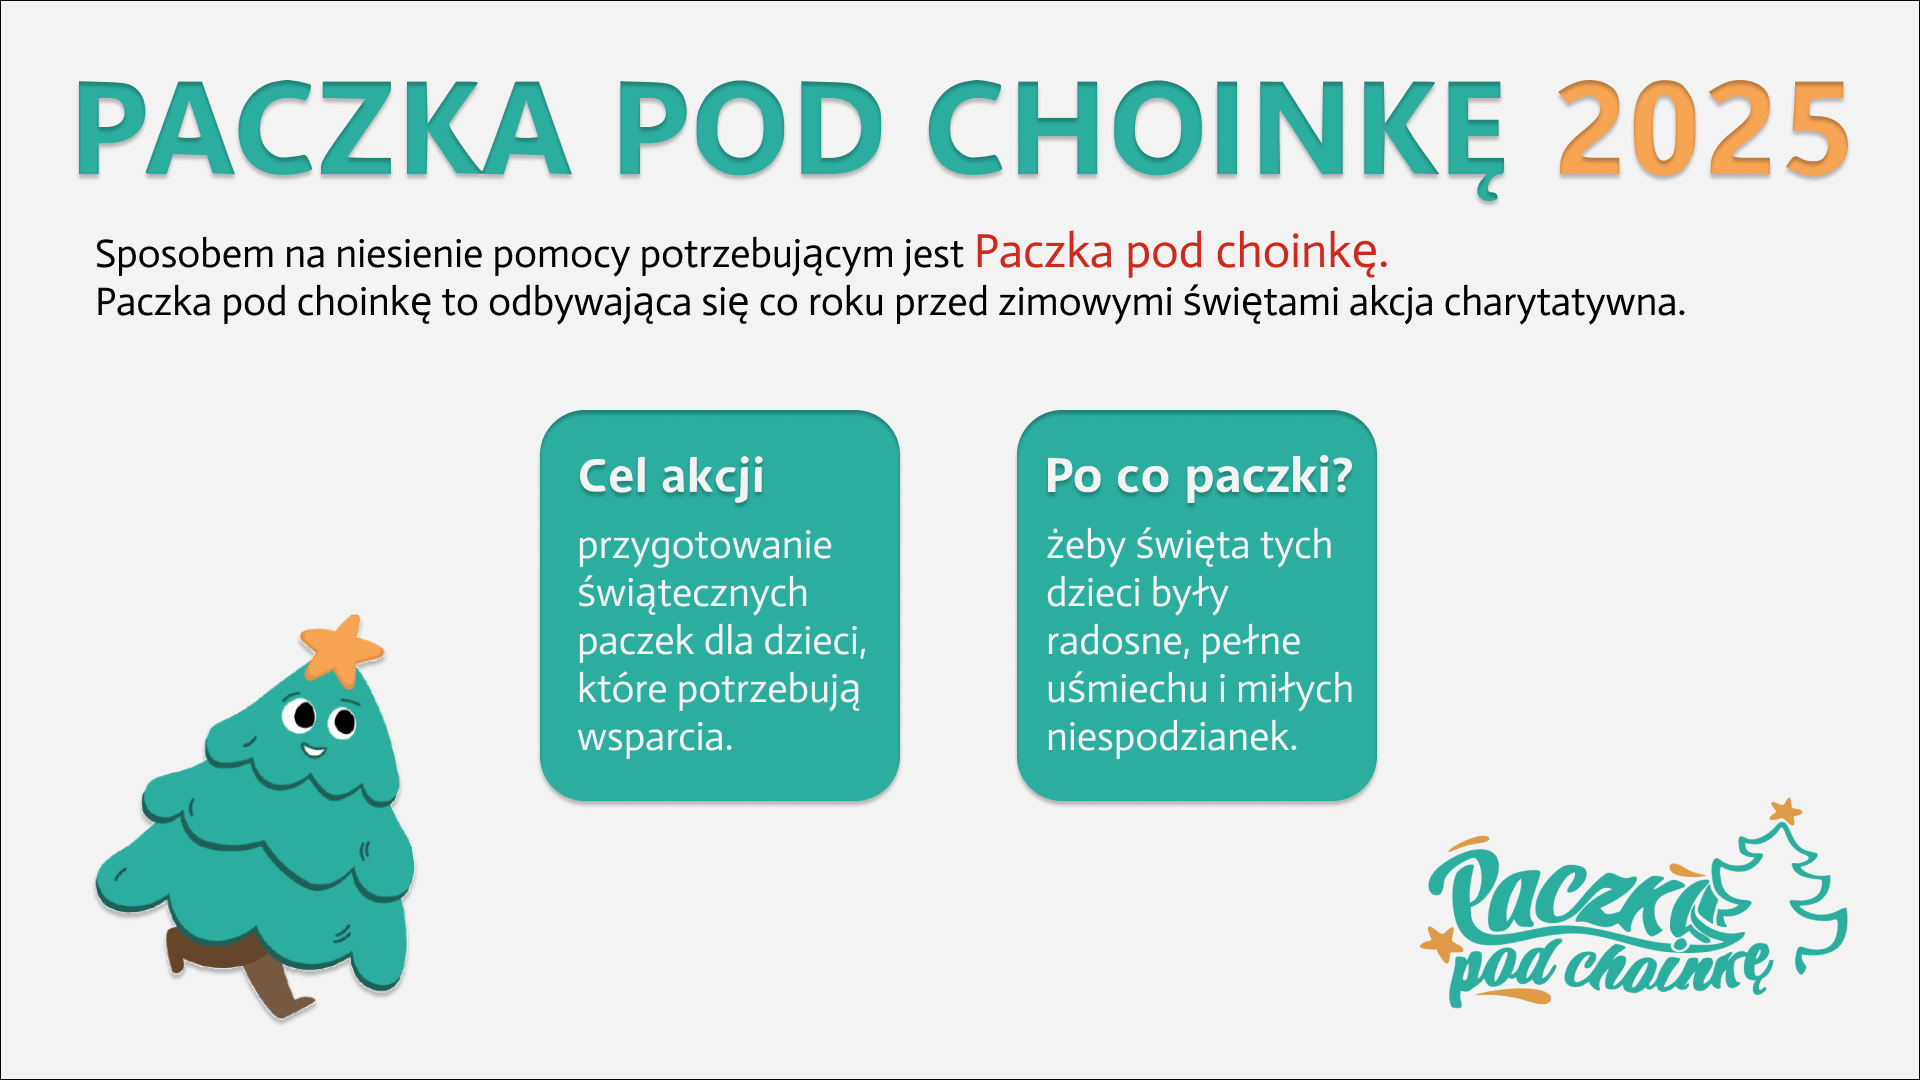 PACZKA POD CHOINKĘ 2025
Sposobem na niesienie pomocy potrzebującym jest Paczka pod choinkę.
Paczka pod choinkę to odbywająca się co roku przed zimowymi świętami akcja charytatywna.
Cel akcji
przygotowanie
świątecznych
paczek dla dzieci,
które potrzebują
wsparcia.
Po co paczki?
żeby święta tych
dzieci były
radosne, pełne
uśmiechu i miłych
niespodzianek.
Paczka
pod choinkę